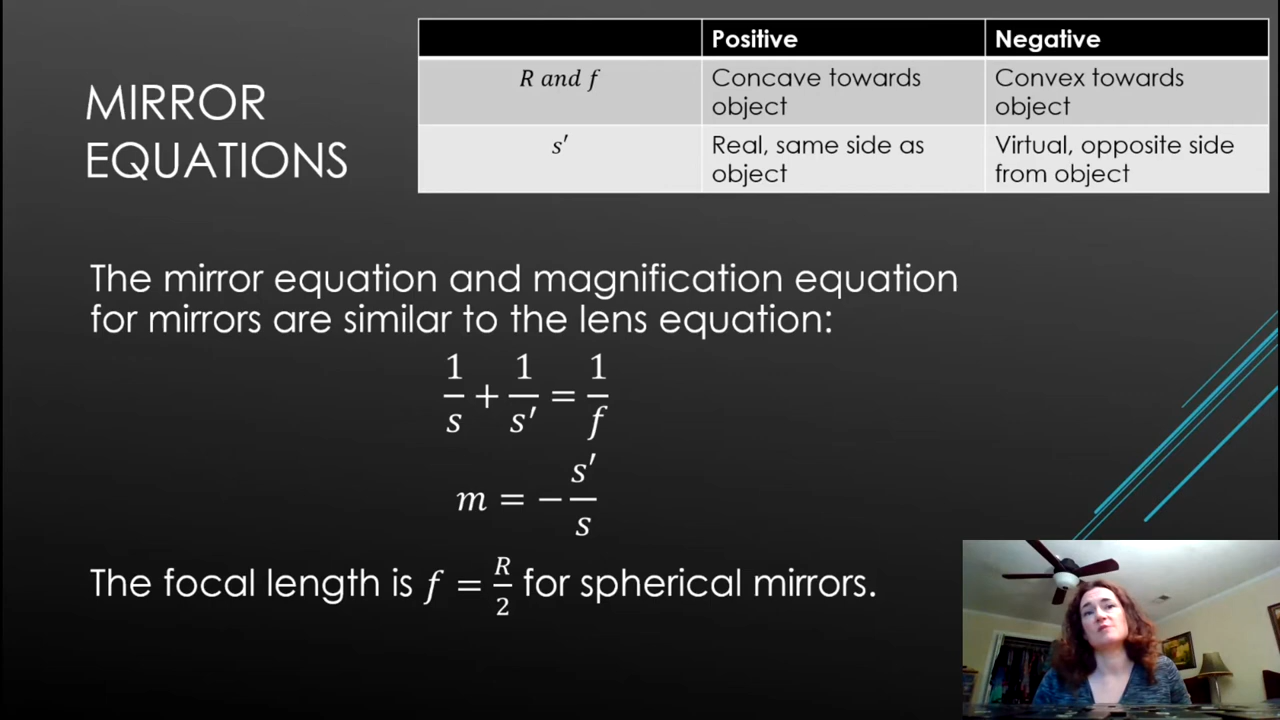 MIRROR
EQUATIONS
Positive
Negative
R and f
Concave towards
object
Convex towards
object
s′
Real, same side as
object
Virtual, opposite side
from object
The mirror equation and magnification equation
for mirrors are similar to the lens equation:
1/s + 1/s′ = 1/f
m = − s′/s
The focal length is f = R/2 for spherical mirrors.